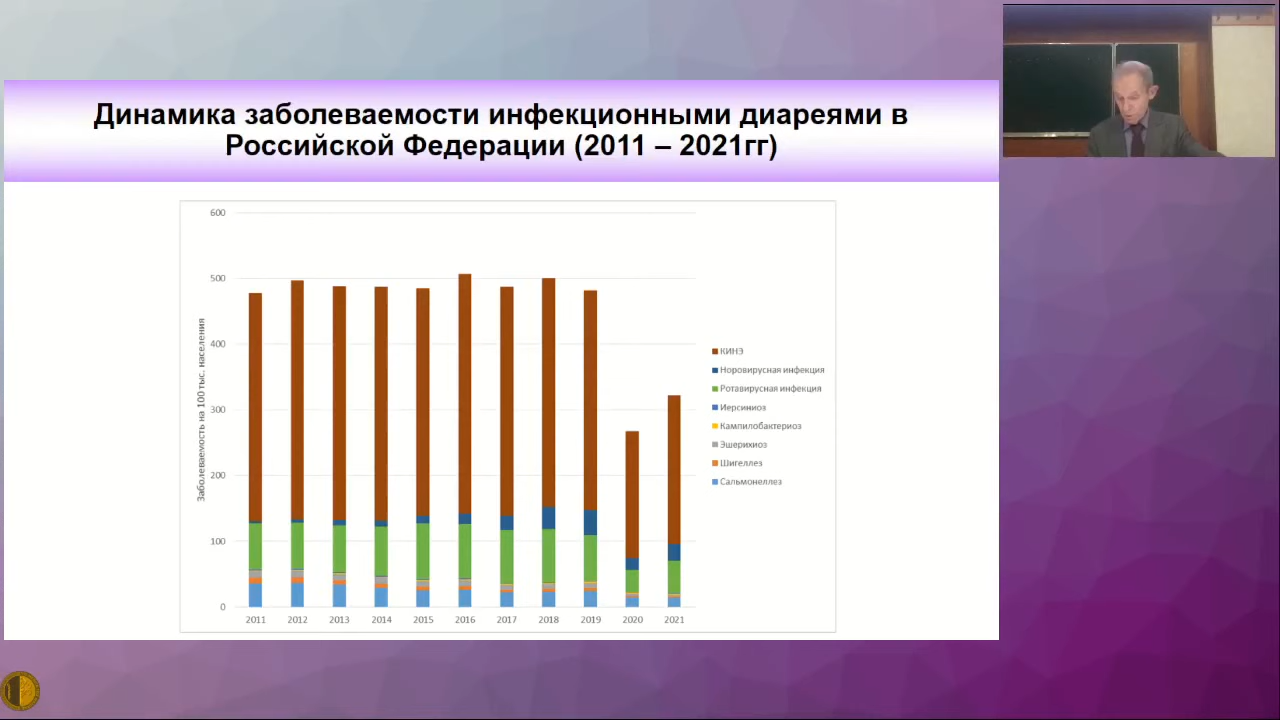 Динамика заболеваемости инфекционными диареями в
Российской Федерации (2011 – 2021гг)
600
500
400
300
200
100
0
Заболеваемость на 100 тыс. населения
2011 2012 2013 2014 2015 2016 2017 2018 2019 2020 2021
КИНЭ
Норовирусная инфекция
Ротавирусная инфекция
Иерсиниоз
Кампилобактериоз
Эшерихиоз
Шигеллез
Сальмонеллез